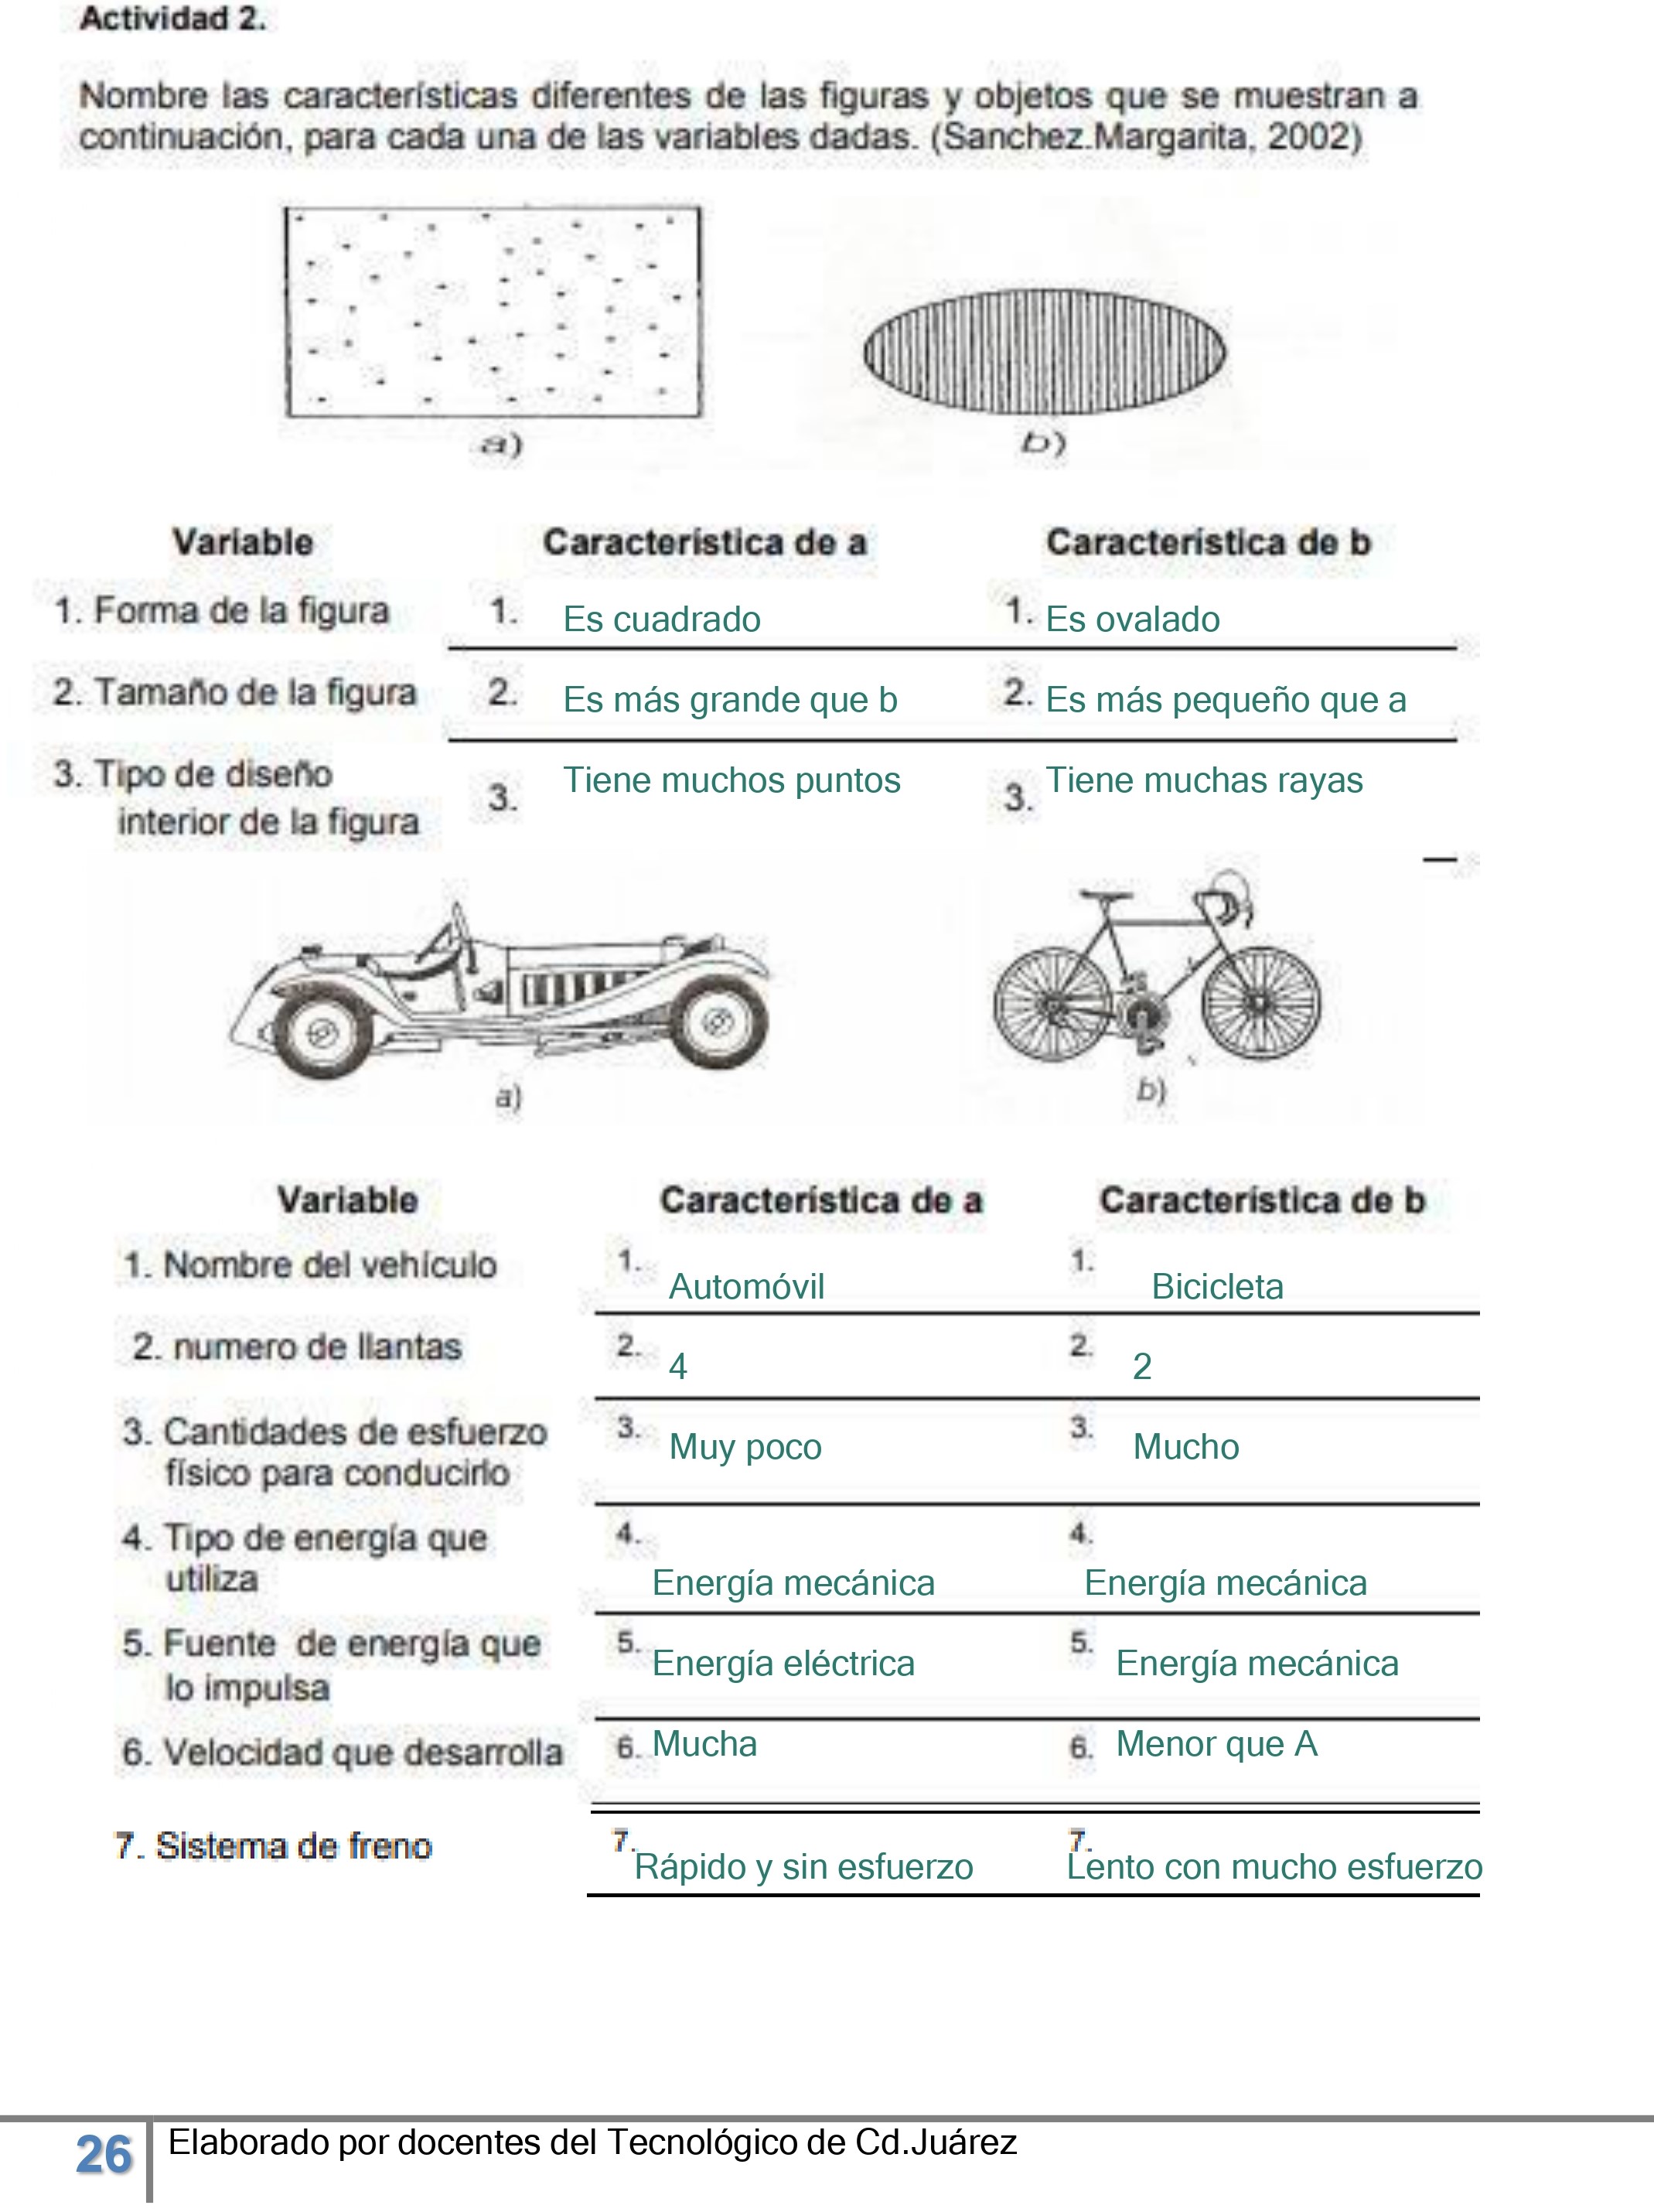 Actividad 2.
Nombre las características diferentes de las figuras y objetos que se muestran a
continuación, para cada una de las variables dadas. (Sanchez.Margarita, 2002)
a) b)
Variable Característica de a Característica de b
1. Forma de la figura 1. Es cuadrado 1. Es ovalado
2. Tamaño de la figura 2. Es más grande que b 2. Es más pequeño que a
3. Tipo de diseño
interior de la figura 3. Tiene muchos puntos 3. Tiene muchas rayas
a) b)
Variable Característica de a Característica de b
1. Nombre del vehículo 1. Automóvil 1. Bicicleta
2. numero de llantas 2. 4 2. 2
3. Cantidades de esfuerzo
físico para conducirlo 3. Muy poco 3. Mucho
4. Tipo de energía que
utiliza 4. Energía mecánica 4. Energía mecánica
5. Fuente de energía que
lo impulsa 5. Energía eléctrica 5. Energía mecánica
6. Velocidad que desarrolla 6. Mucha 6. Menor que A
7. Sistema de freno 7. Rápido y sin esfuerzo 7. Lento con mucho esfuerzo
26 Elaborado por docentes del Tecnológico de Cd.Juárez